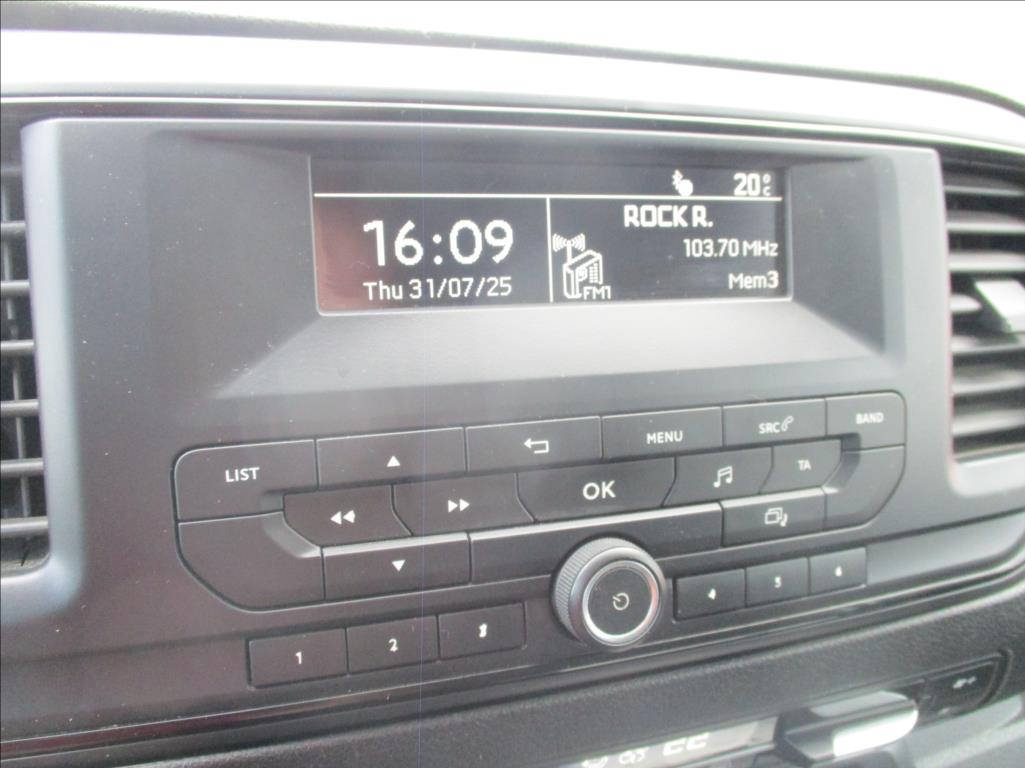 20°C
16:09
Thu 31/07/25
ROCK R.
103.70 MHz
Mem3
FM1
LIST
MENU
SRC
BAND
OK
TA
1
2
3
4
5
6
22